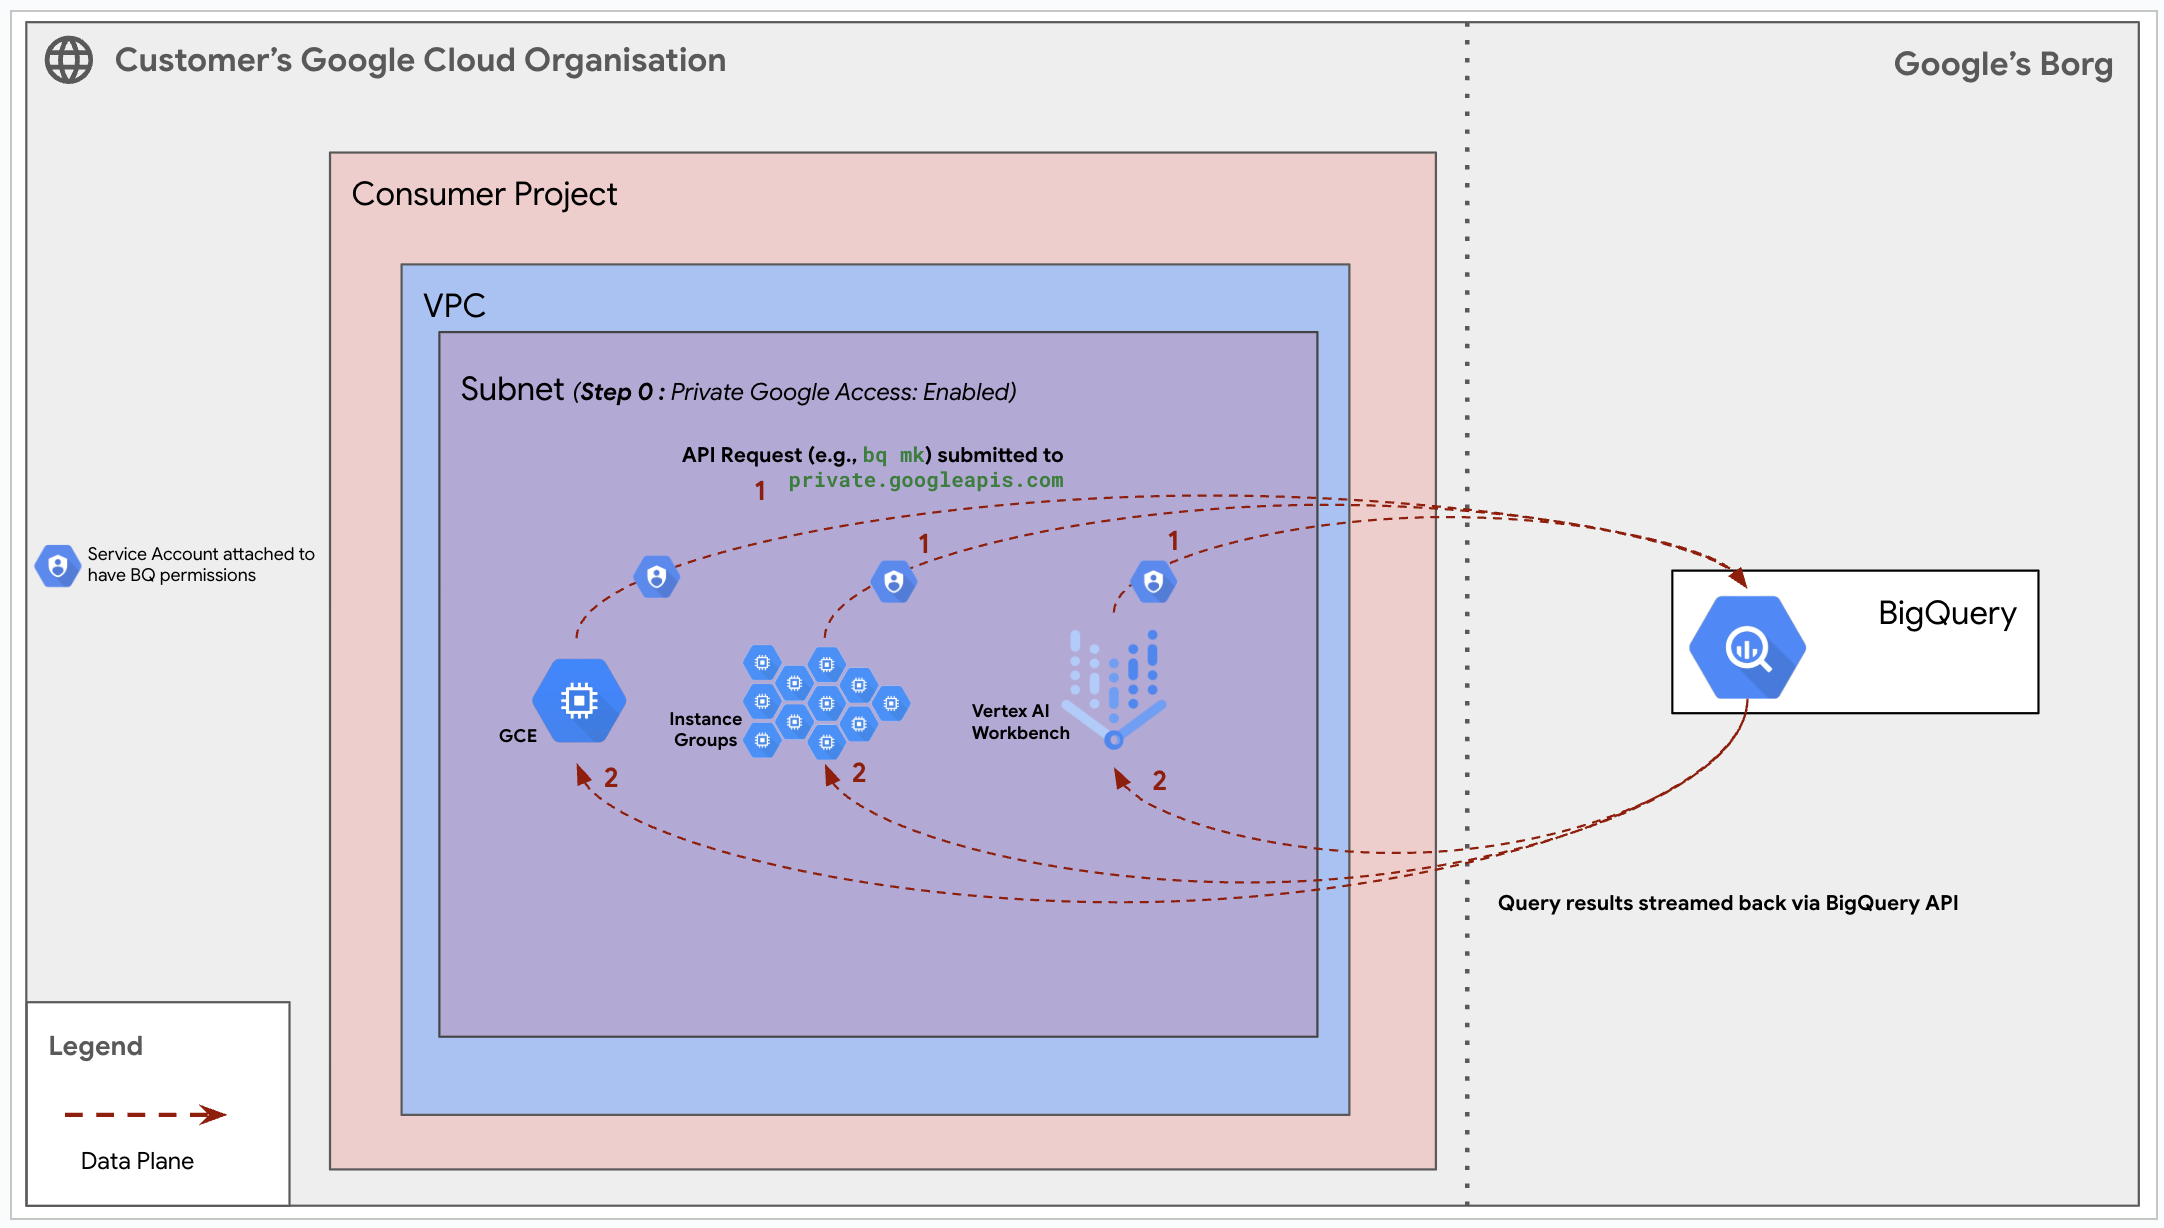 Customer’s Google Cloud Organisation
Google’s Borg
Consumer Project
VPC
Subnet (Step 0 : Private Google Access: Enabled)
API Request (e.g., bq mk) submitted to
private.googleapis.com
1
1
1
Service Account attached to
have BQ permissions
BigQuery
GCE
Instance
Groups
Vertex AI
Workbench
2
2
2
Query results streamed back via BigQuery API
Legend
Data Plane